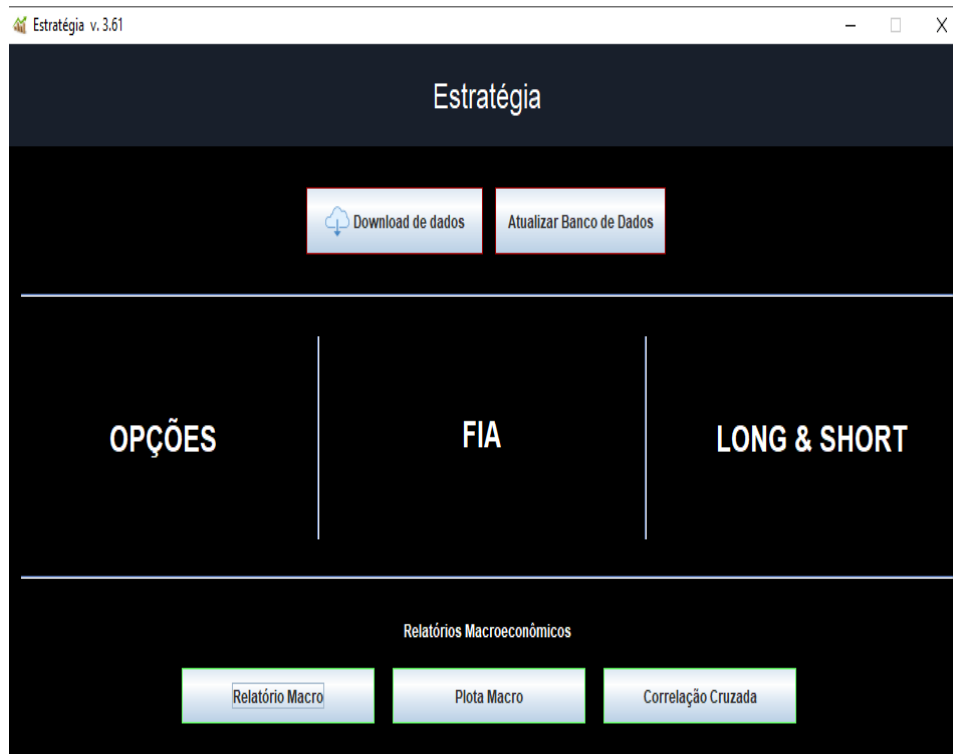 Estratégia v. 3.61
Estratégia
Download de dados
Atualizar Banco de Dados
OPÇÕES
FIA
LONG & SHORT
Relatórios Macroeconômicos
Relatório Macro
Plota Macro
Correlação Cruzada